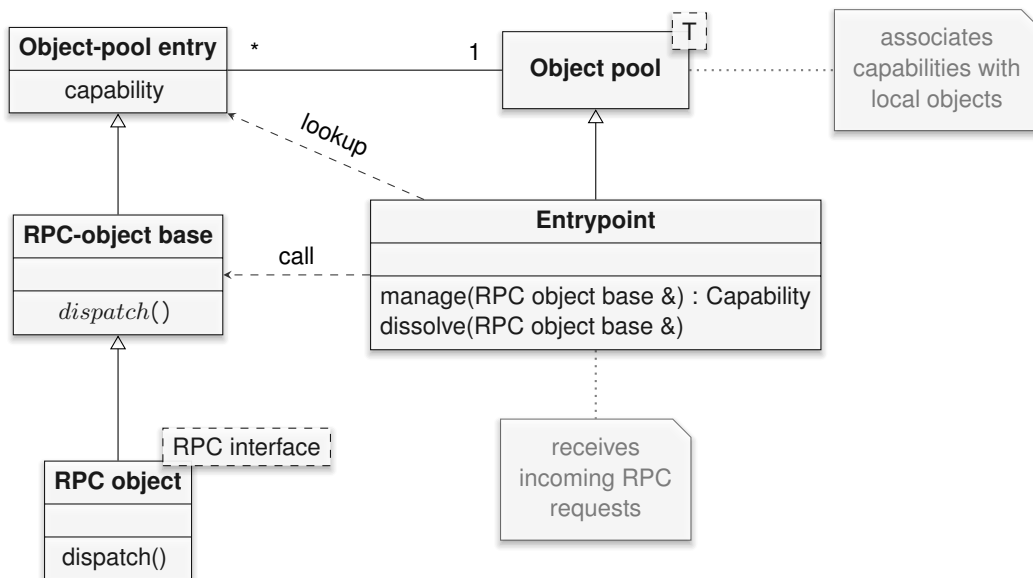 Object-pool entry
capability
*
1
T
Object pool
associates
capabilities with
local objects
lookup
RPC-object base
dispatch()
call
Entrypoint
manage(RPC object base &) : Capability
dissolve(RPC object base &)
RPC interface
RPC object
dispatch()
receives
incoming RPC
requests